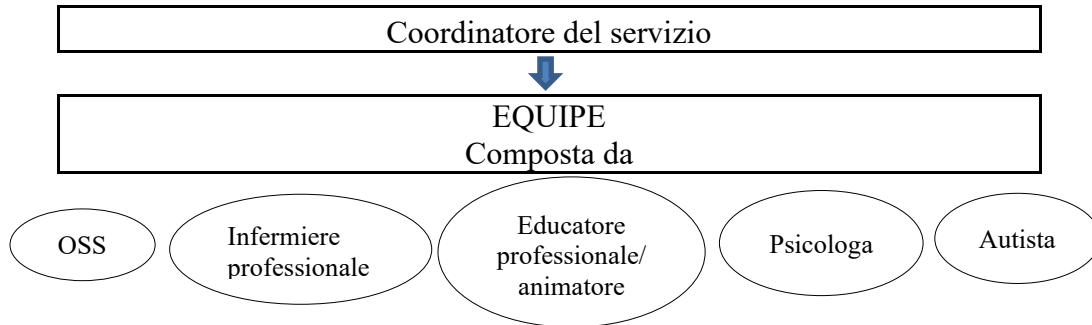 Coordinatore del servizio
EQUIPE
Composta da
OSS
Infermiere
professionale
Educatore
professionale/
animatore
Psicologa
Autista